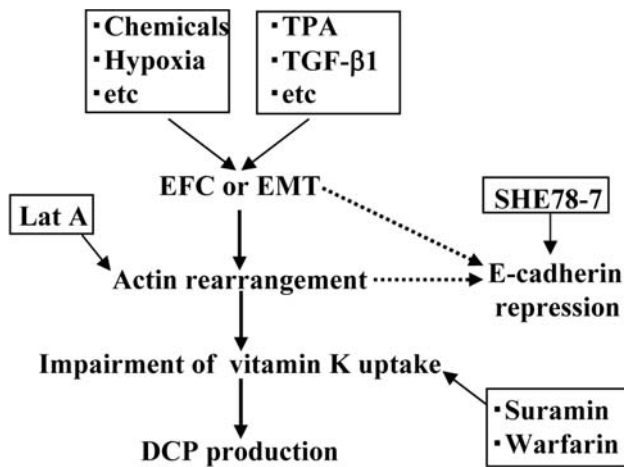 ▪Chemicals
▪Hypoxia
▪etc
▪TPA
▪TGF-β1
▪etc
EFC or EMT
Lat A
SHE78-7
Actin rearrangement
E-cadherin
repression
Impairment of vitamin K uptake
▪Suramin
▪Warfarin
DCP production